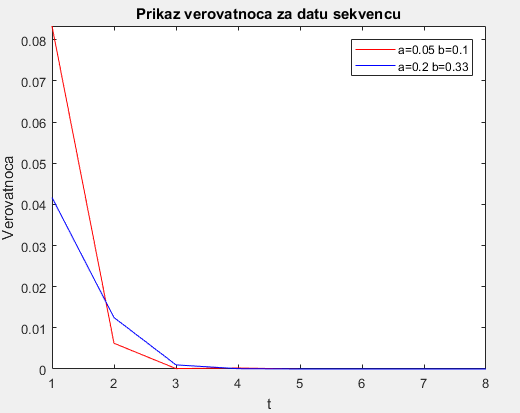 Prikaz verovatnoca za datu sekvencu
a=0.05 b=0.1
a=0.2 b=0.33
0.08
0.07
0.06
0.05
0.04
0.03
0.02
0.01
0
Verovatnoca
1 2 3 4 5 6 7 8
t